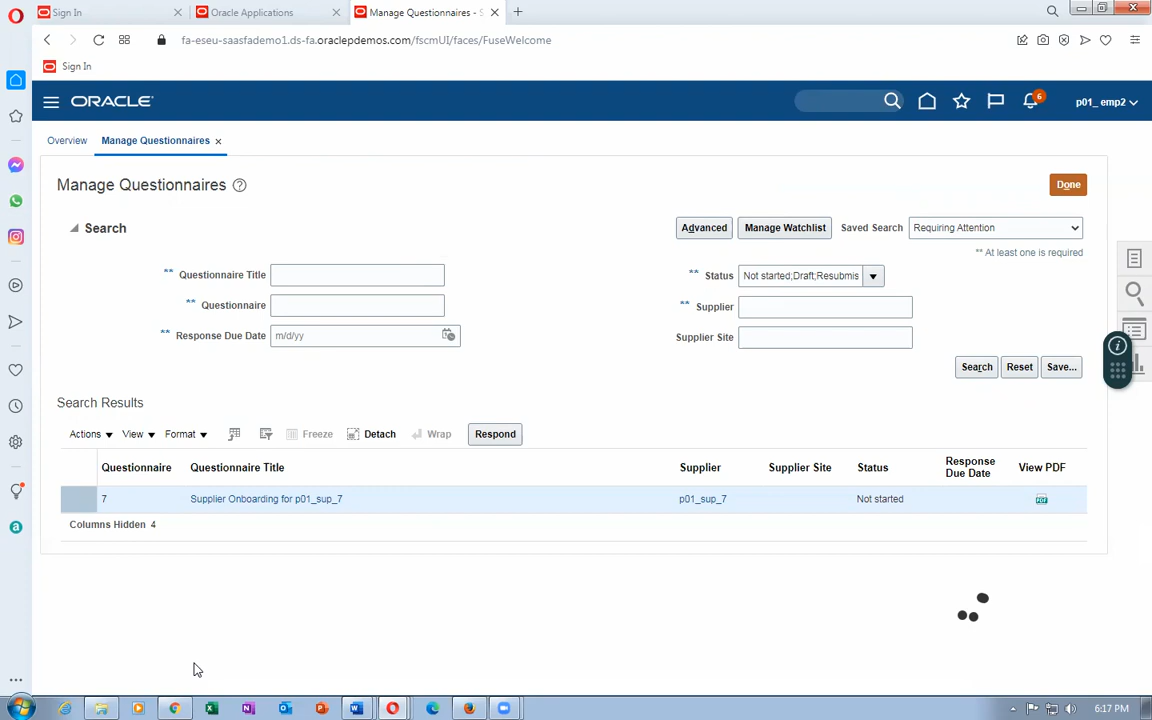 Sign In
Oracle Applications
Manage Questionnaires - S
fa-eseu-saasfademo1.ds-fa.oraclepdemos.com/fscmUI/faces/FuseWelcome
Sign In
ORACLE
6
p01_ emp2
Overview
Manage Questionnaires
Manage Questionnaires
Done
Search
Advanced
Manage Watchlist
Saved Search
Requiring Attention
** At least one is required
** Questionnaire Title
** Status
Not started;Draft;Resubmis
** Questionnaire
** Supplier
** Response Due Date
m/d/yy
Supplier Site
Search
Reset
Save...
Search Results
Actions
View
Format
Freeze
Detach
Wrap
Respond
Questionnaire
Questionnaire Title
Supplier
Supplier Site
Status
Response Due Date
View PDF
7
Supplier Onboarding for p01_sup_7
p01_sup_7
Not started
Columns Hidden 4
6:17 PM